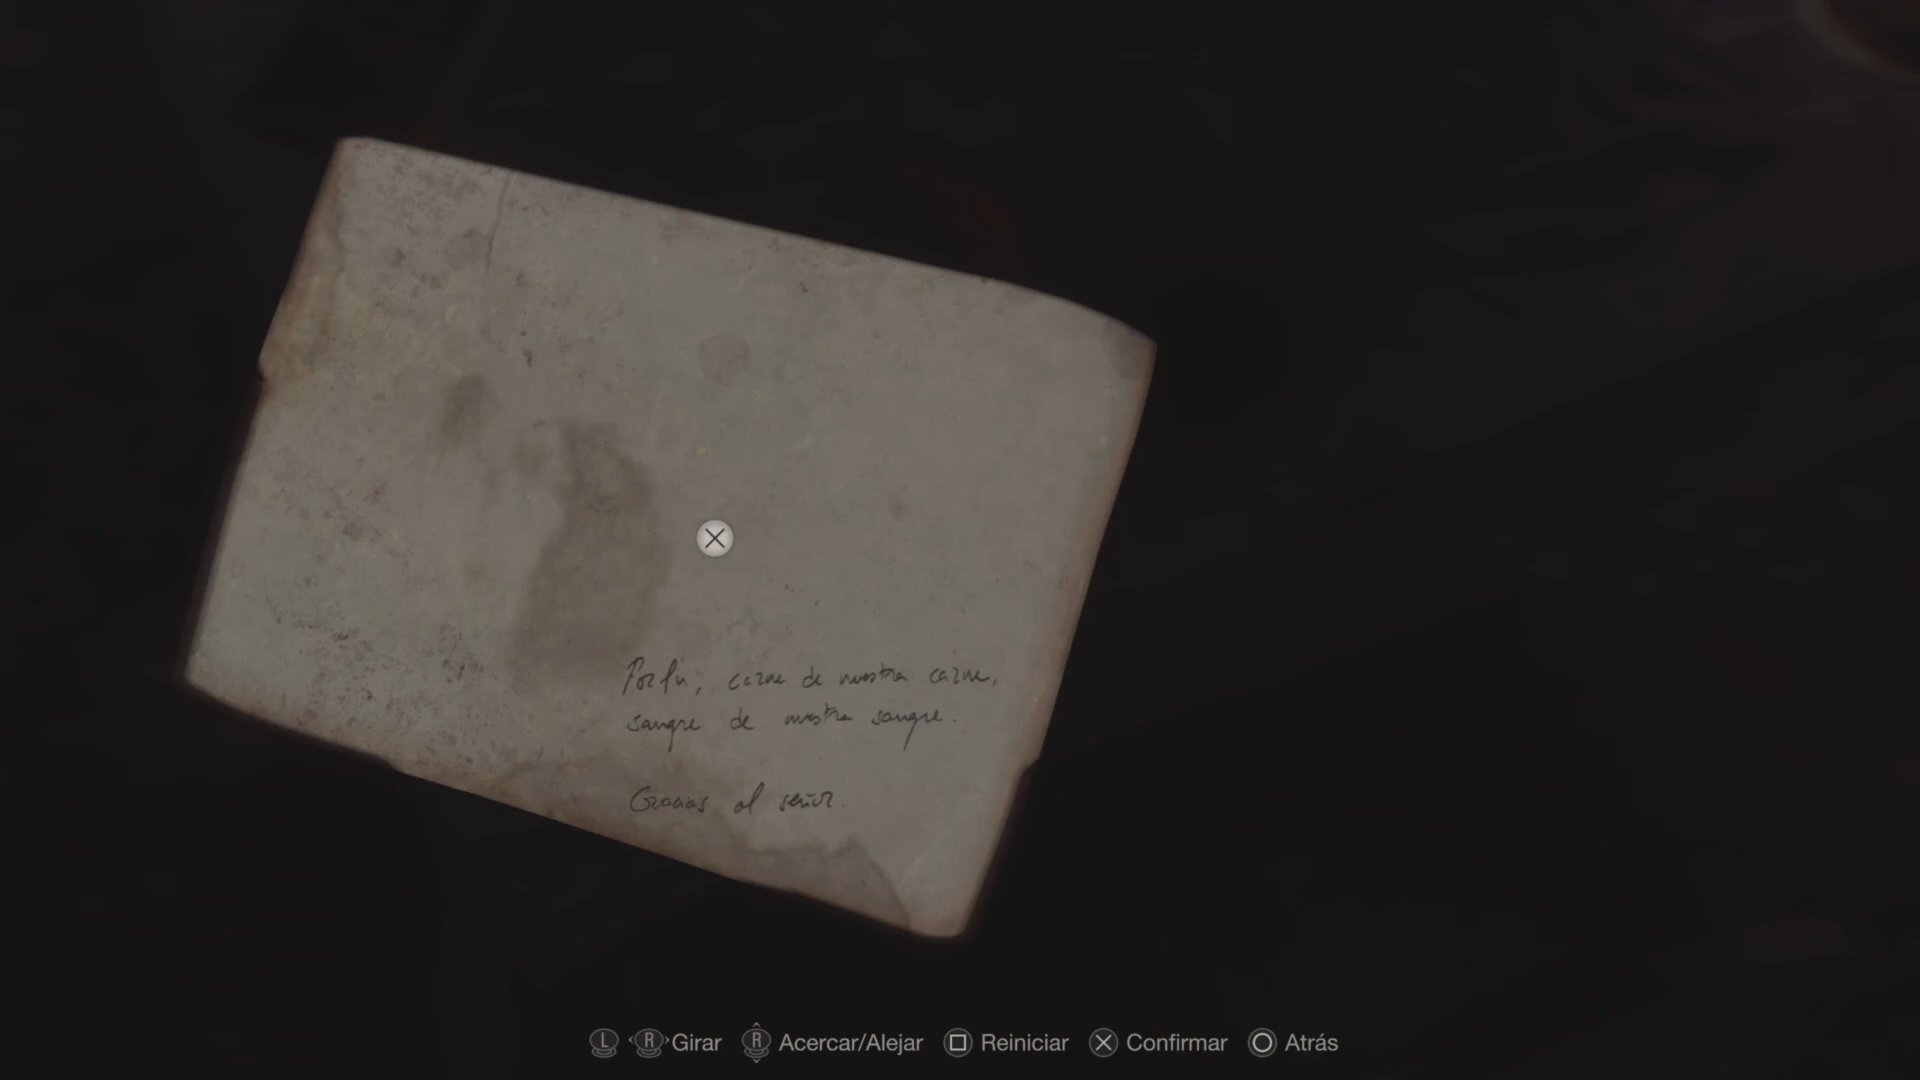 Por fin, carne de nuestra carne,
sangre de nuestra sangre.
Gracias al señor.
L R Girar R Acercar/Alejar Reiniciar Confirmar Atrás